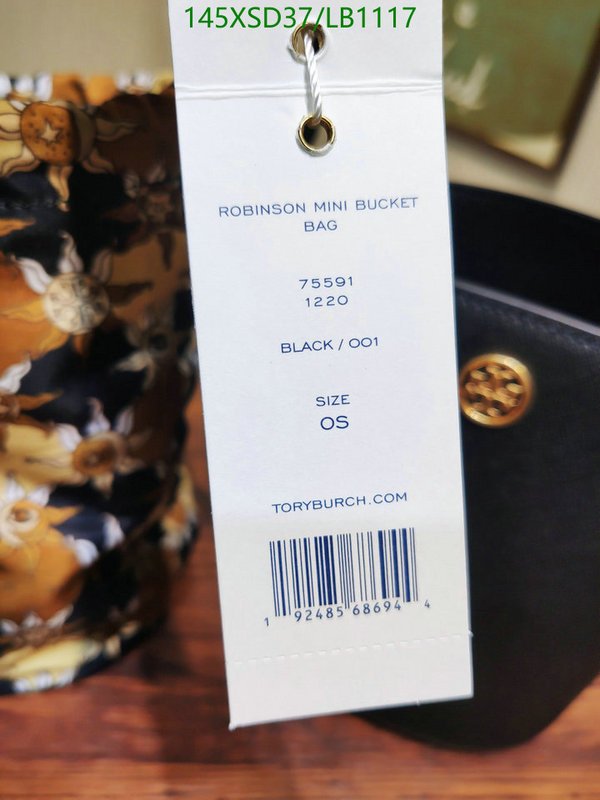 145XSD37/LB1117
ROBINSON MINI BUCKET
BAG
75591
1220
BLACK / 001
SIZE
OS
TORYBURCH.COM
1 92485 68694 4